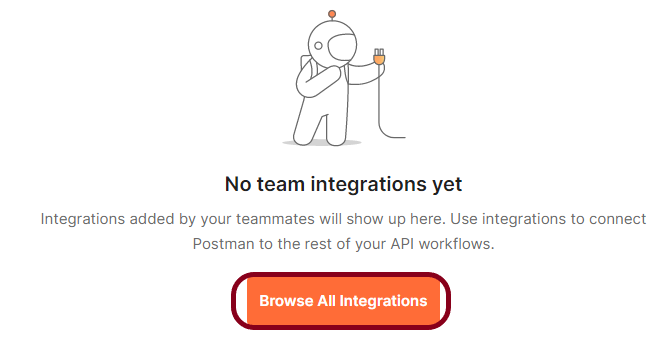 No team integrations yet
Integrations added by your teammates will show up here. Use integrations to connect
Postman to the rest of your API workflows.
Browse All Integrations